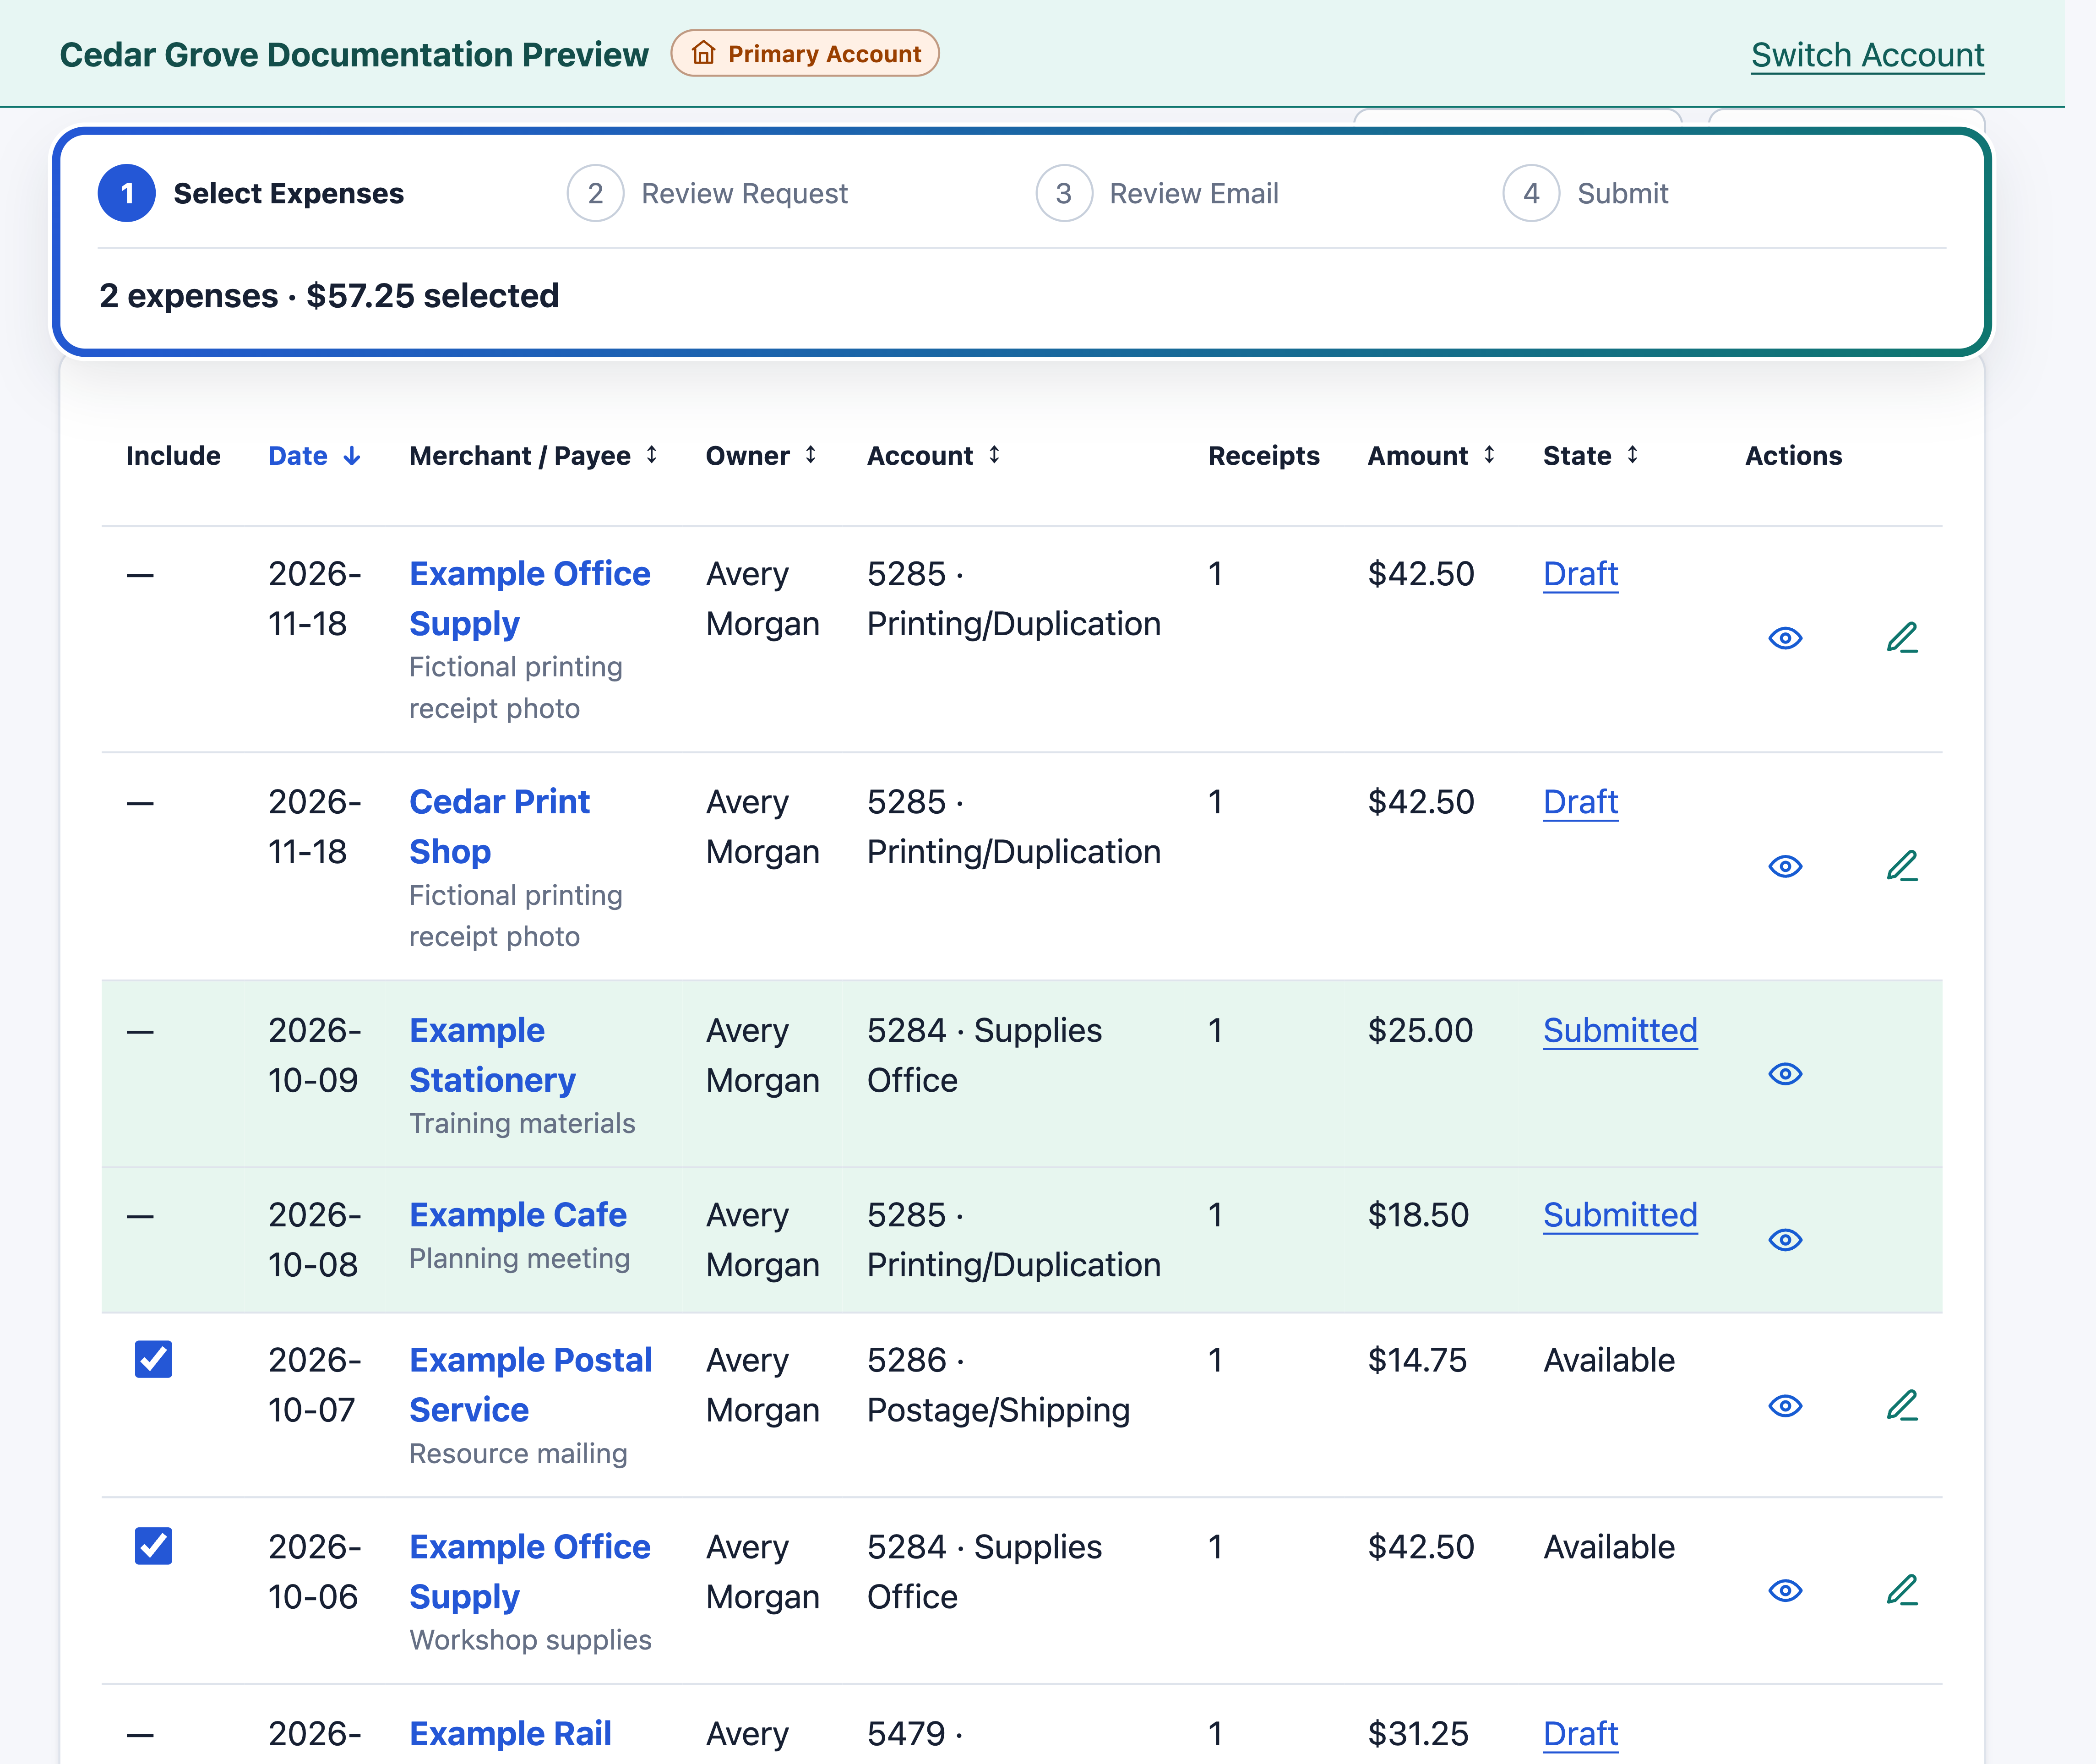 Cedar Grove Documentation Preview Primary Account Switch Account
1 Select Expenses 2 Review Request 3 Review Email 4 Submit
2 expenses · $57.25 selected
Include Date ↓ Merchant / Payee ↕ Owner ↕ Account ↕ Receipts Amount ↕ State ↕ Actions
— 2026- Example Office Avery 5285 · 1 $42.50 Draft
11-18 Supply Morgan Printing/Duplication
Fictional printing
receipt photo
— 2026- Cedar Print Avery 5285 · 1 $42.50 Draft
11-18 Shop Morgan Printing/Duplication
Fictional printing
receipt photo
— 2026- Example Avery 5284 · Supplies 1 $25.00 Submitted
10-09 Stationery Morgan Office
Training materials
— 2026- Example Cafe Avery 5285 · 1 $18.50 Submitted
10-08 Planning meeting Morgan Printing/Duplication
2026- Example Postal Avery 5286 · 1 $14.75 Available
10-07 Service Morgan Postage/Shipping
Resource mailing
2026- Example Office Avery 5284 · Supplies 1 $42.50 Available
10-06 Supply Morgan Office
Workshop supplies
— 2026- Example Rail Avery 5479 · 1 $31.25 Draft